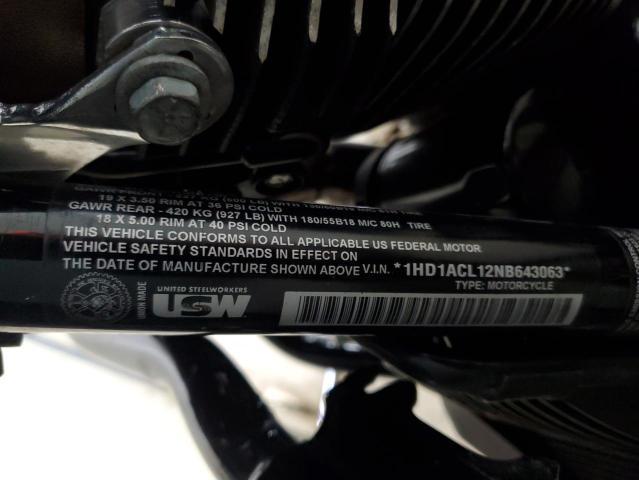 19 X 3.50 RIM AT 36 PSI COLD
GAWR REAR - 420 KG (927 LB) WITH 180/55B18 M/C 80H TIRE
18 X 5.00 RIM AT 40 PSI COLD
THIS VEHICLE CONFORMS TO ALL APPLICABLE US FEDERAL MOTOR
VEHICLE SAFETY STANDARDS IN EFFECT ON
THE DATE OF MANUFACTURE SHOWN ABOVE V.I.N. *1HD1ACL12NB643063*
TYPE: MOTORCYCLE
UNION MADE
UNITED STEELWORKERS
USW